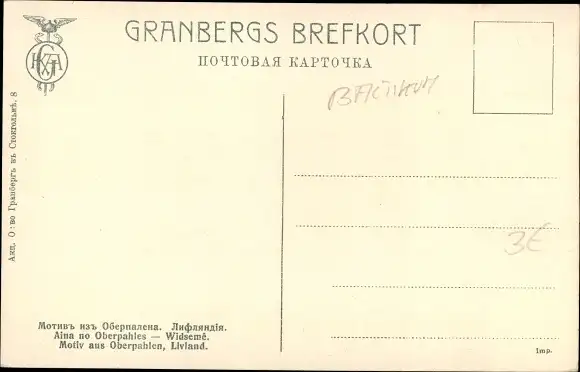 GRANBERGS BREFKORT
ПОЧТОВАЯ КАРТОЧКА
Акц. О:во Гранбергъ въ Стокгольмѣ. 8
3€
Мотивъ изъ Оберпалена. Лифляндія.
Aina no Oberpahles — Widsemê.
Motiv aus Oberpahlen, Livland.
Imp.